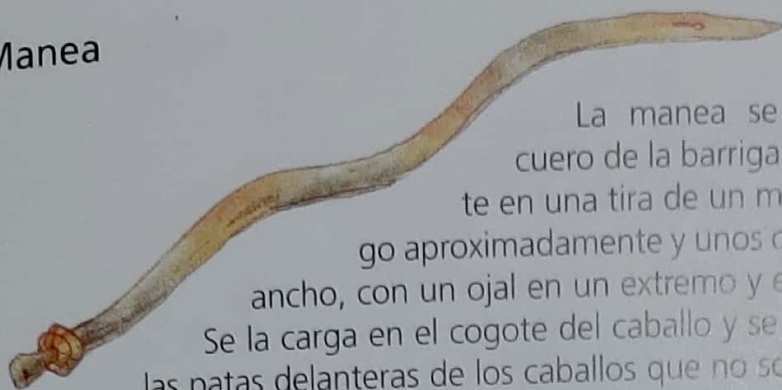 Manea
La manea se
cuero de la barriga
te en una tira de un m
go aproximadamente y unos
ancho, con un ojal en un extremo y
Se la carga en el cogote del caballo y se
las patas delanteras de los caballos que no